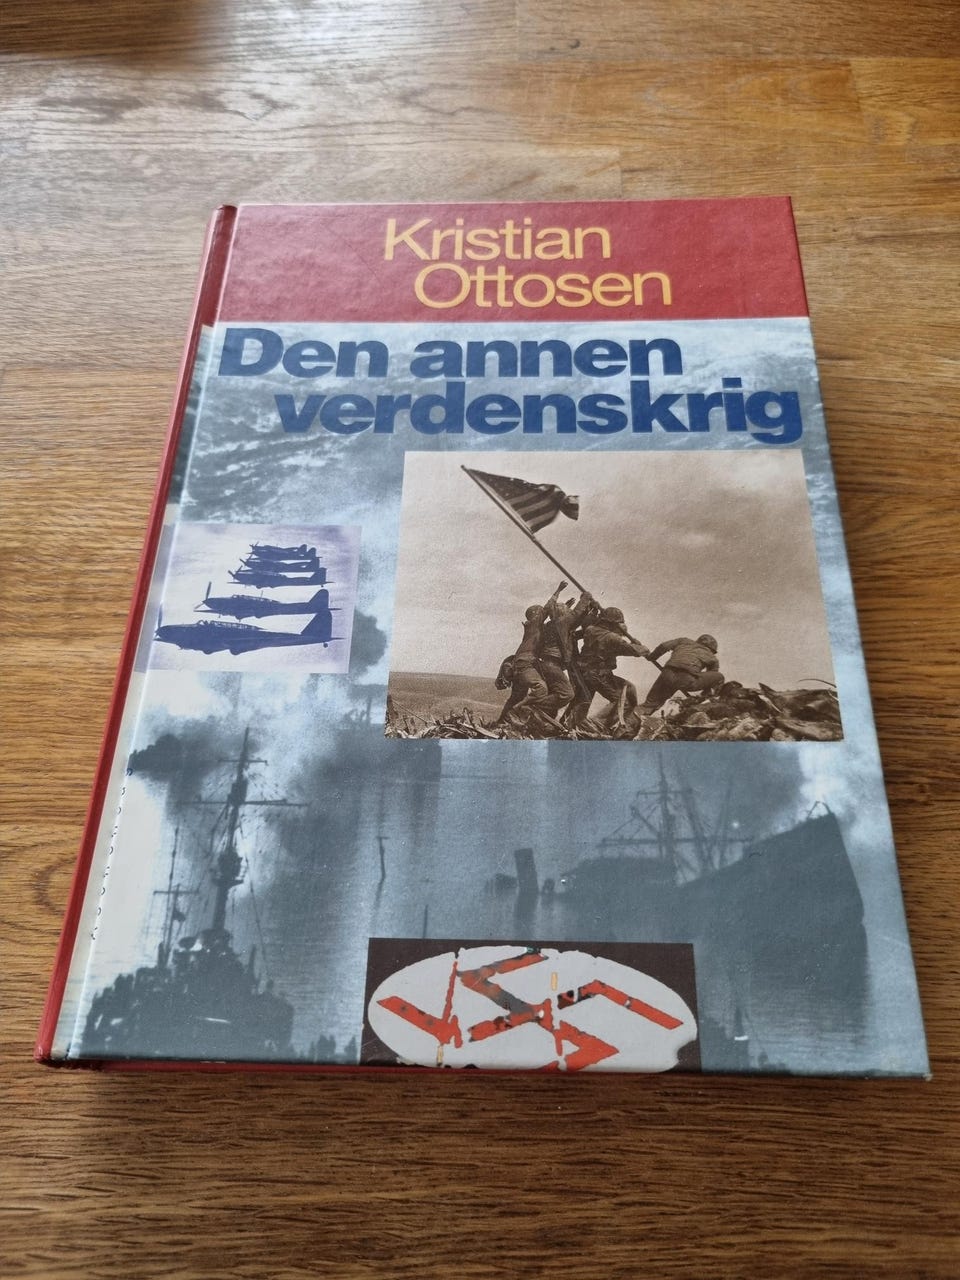 Kristian
Ottosen
Den annen
verdenskrig